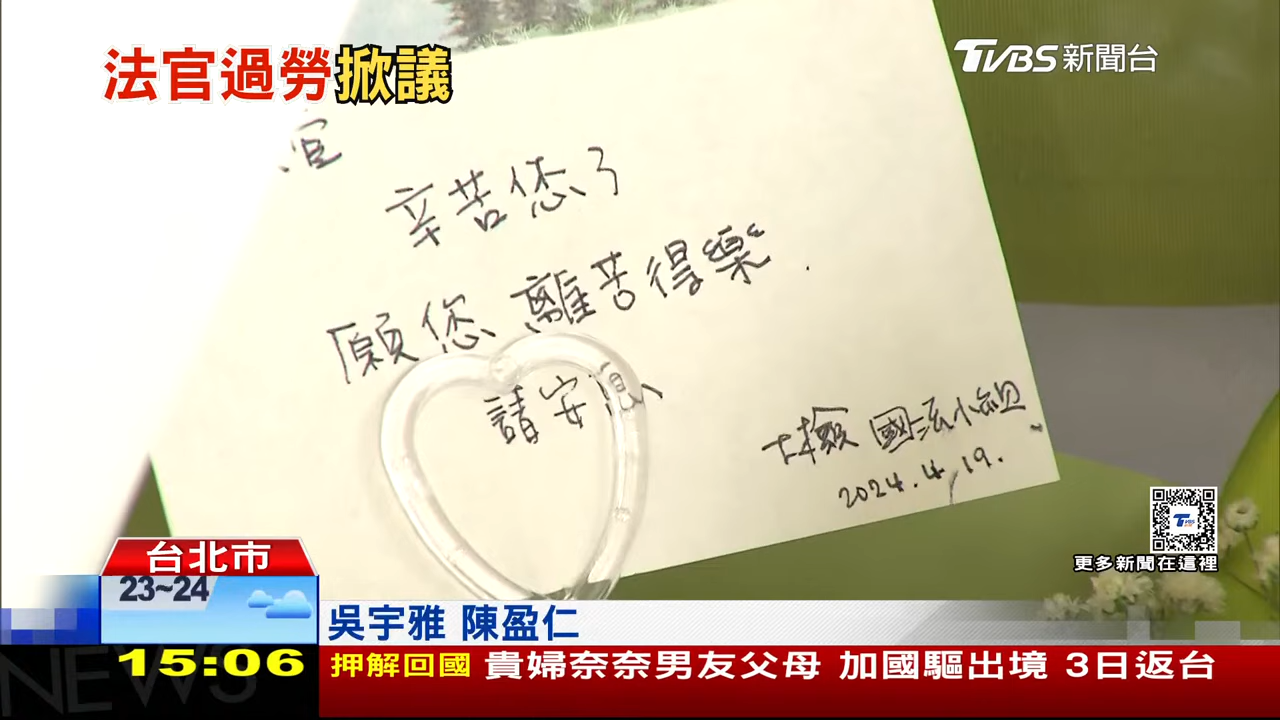 法官過勞掀議
TVBS新聞台
官
辛苦您了
願您離苦得樂.
請安息
士檢 國法小組
2024.4/19.
TVBS
更多新聞在這裡
台北市
23~24
吳宇雅 陳盈仁
NEWS
15:06
押解回國 貴婦奈奈男友父母 加國驅出境 3日返台